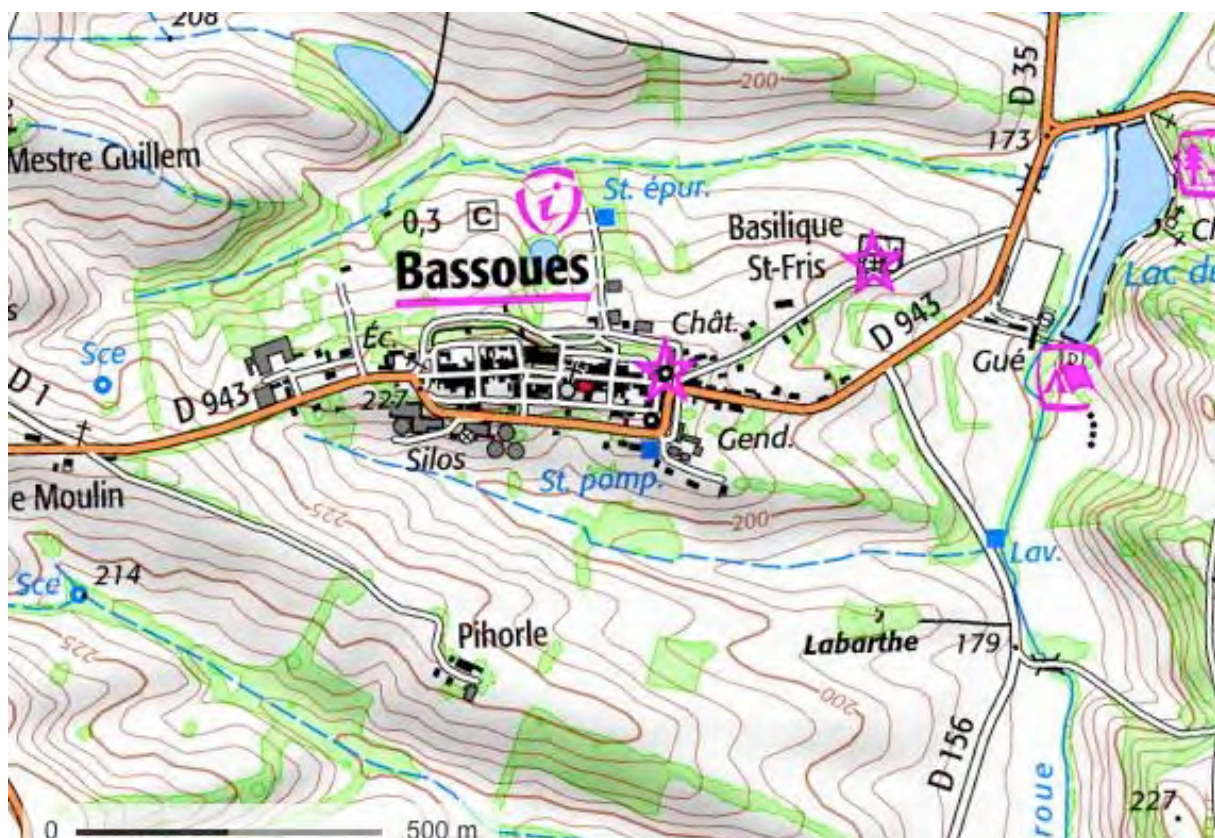 208
200
D 35
173
Mestre Guillem
St. épur.
0,3
C
i
Basilique
St-Fris
Bassoues
Lac de
Chât.
D 943
Éc.
Sce
D 1
D 943
227
Gué
Gend.
Silos
St. pomp.
e Moulin
225
200
Lav.
Sce
214
225
Pihorle
Labarthe
179
200
D 156
roue
227
0
500 m